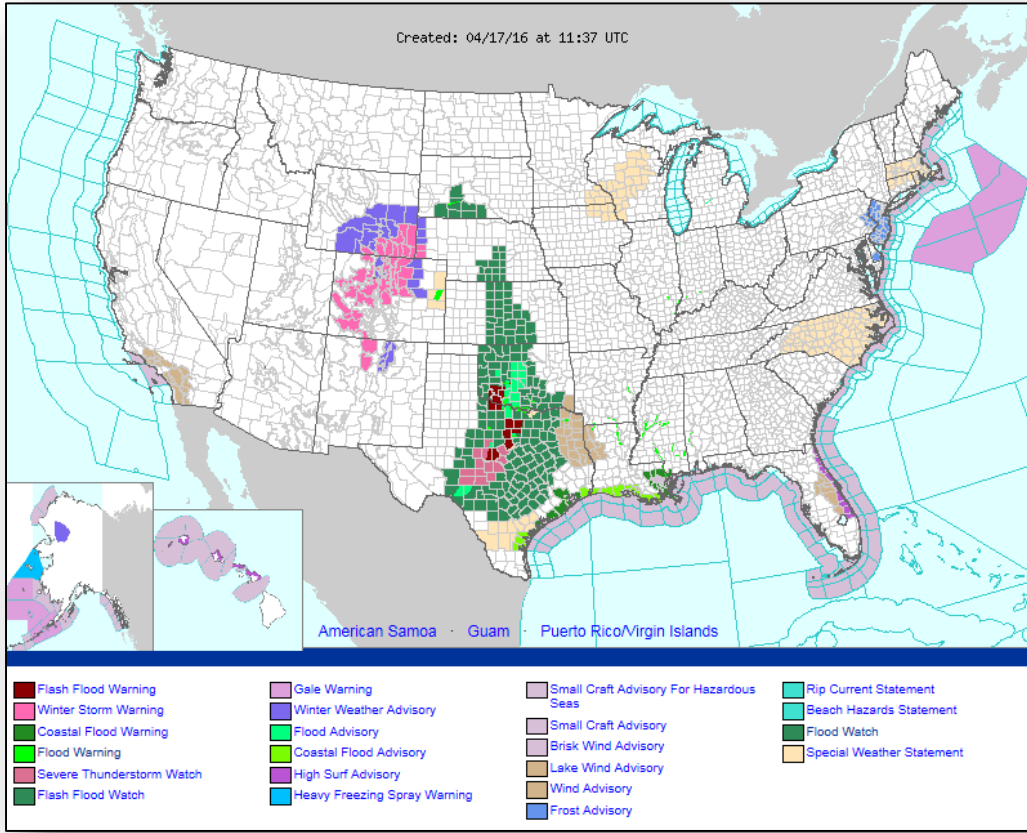 Created: 04/17/16 at 11:37 UTC
American Samoa · Guam · Puerto Rico/Virgin Islands
Flash Flood Warning
Winter Storm Warning
Coastal Flood Warning
Flood Warning
Severe Thunderstorm Watch
Flash Flood Watch
Gale Warning
Winter Weather Advisory
Flood Advisory
Coastal Flood Advisory
High Surf Advisory
Heavy Freezing Spray Warning
Small Craft Advisory For Hazardous
Seas
Small Craft Advisory
Brisk Wind Advisory
Lake Wind Advisory
Wind Advisory
Frost Advisory
Rip Current Statement
Beach Hazards Statement
Flood Watch
Special Weather Statement